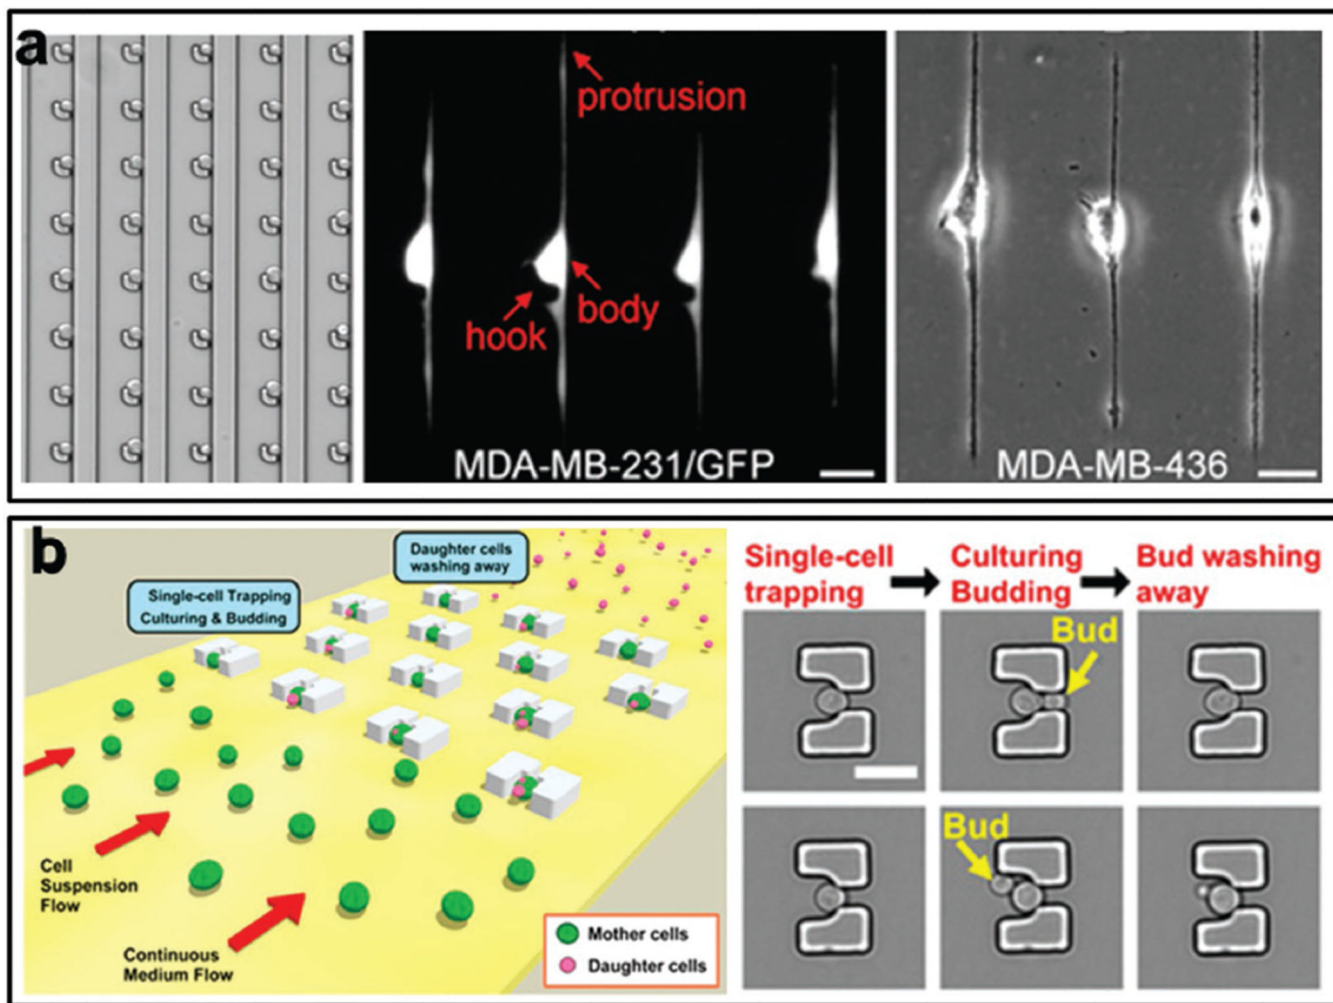 a
protrusion
body
hook
MDA-MB-231/GFP
MDA-MB-436
b
Daughter cells
washing away
Single-cell Trapping
Culturing & Budding
Cell
Suspension
Flow
Continuous
Medium Flow
Mother cells
Daughter cells
Single-cell
trapping
Culturing
Budding
Bud washing
away
Bud
Bud